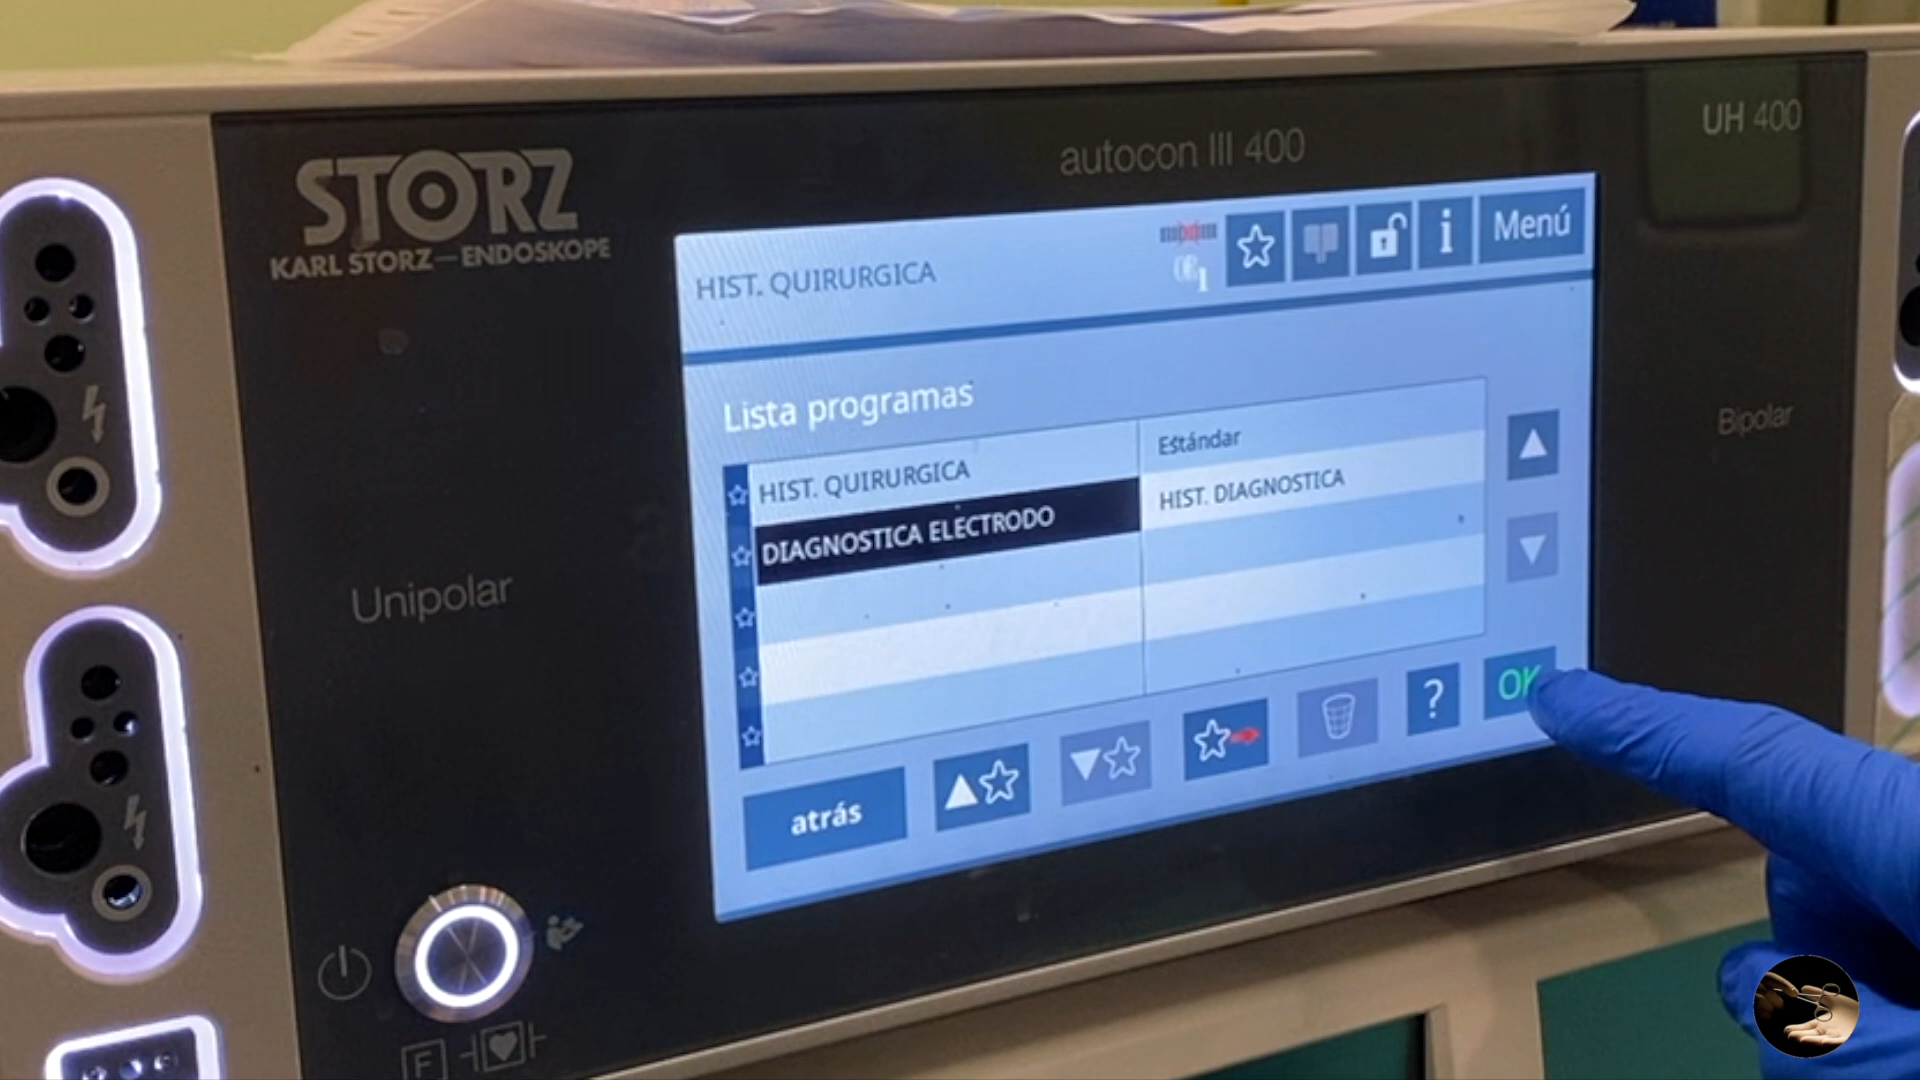 STORZ
KARL STORZ—ENDOSKOPE
autocon III 400
UH 400
HIST. QUIRURGICA
1
i
Menú
Lista programas
HIST. QUIRURGICA
Estándar
DIAGNOSTICA ELECTRODO
HIST. DIAGNOSTICA
Unipolar
Bipolar
atrás
?
OK
F